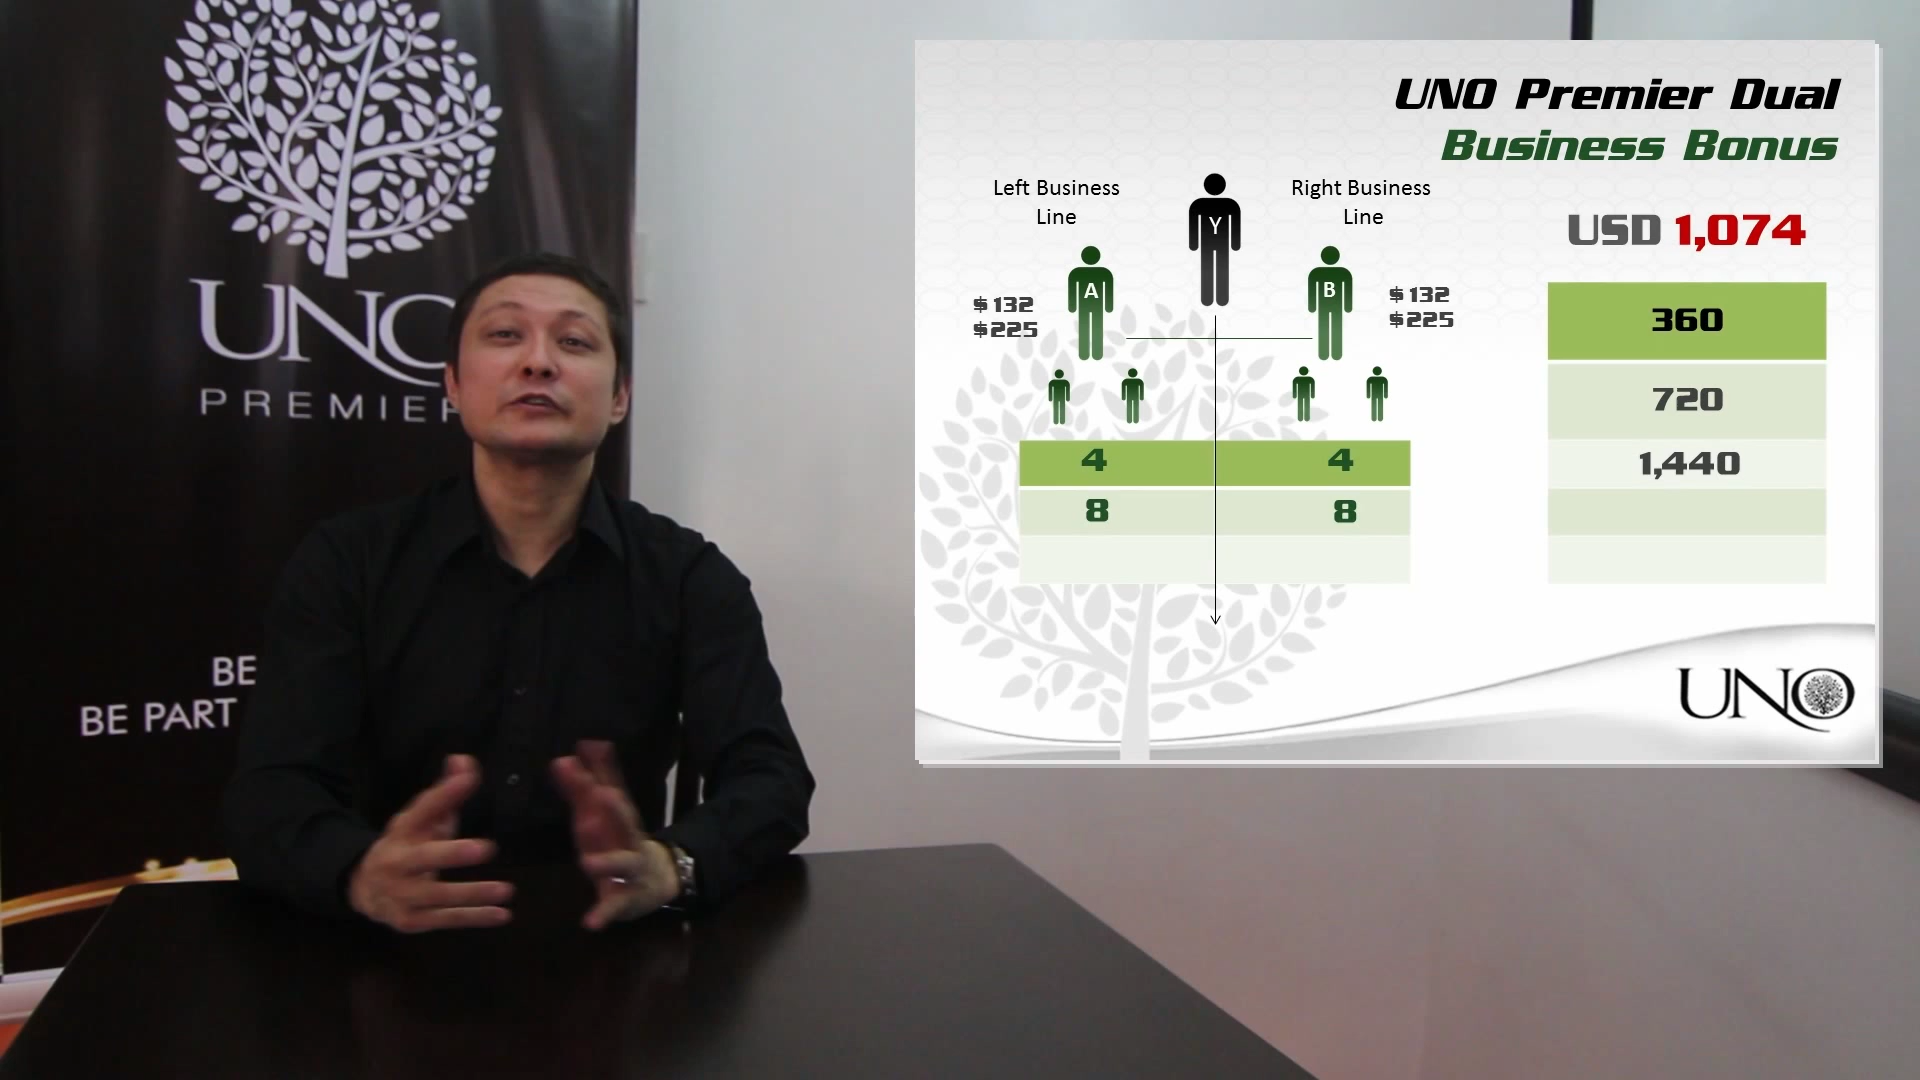 UNO
PREMIER
BE
BE PART
UNO Premier Dual
Business Bonus
Left Business
Line
Right Business
Line
Y
USD 1,074
A
B
$132
$225
$132
$225
360
720
1,440
4 4
8 8
UNO